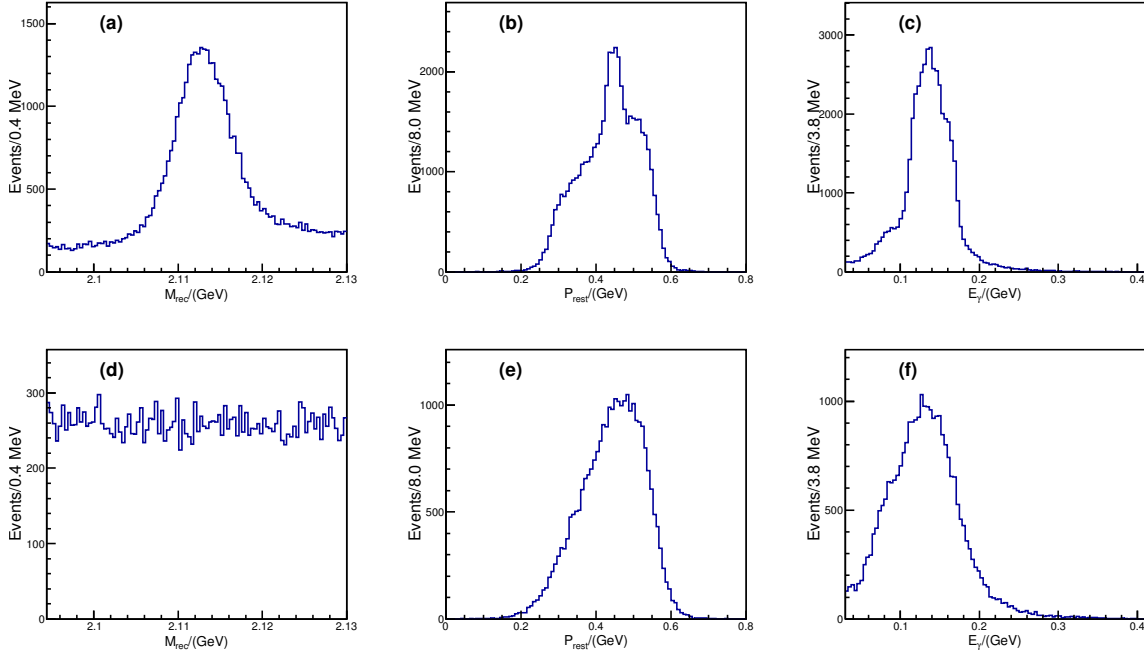 (a)
Events/0.4 MeV
1500
1000
500
0
2.1 2.11 2.12 2.13
M_rec/(GeV)
(b)
Events/8.0 MeV
2000
1000
0
0 0.2 0.4 0.6 0.8
P_rest/(GeV)
(c)
Events/3.8 MeV
3000
2000
1000
0
0.1 0.2 0.3 0.4
E_γ/(GeV)
(d)
Events/0.4 MeV
300
200
100
0
2.1 2.11 2.12 2.13
M_rec/(GeV)
(e)
Events/8.0 MeV
1000
500
0
0 0.2 0.4 0.6 0.8
P_rest/(GeV)
(f)
Events/3.8 MeV
1000
500
0
0.1 0.2 0.3 0.4
E_γ/(GeV)